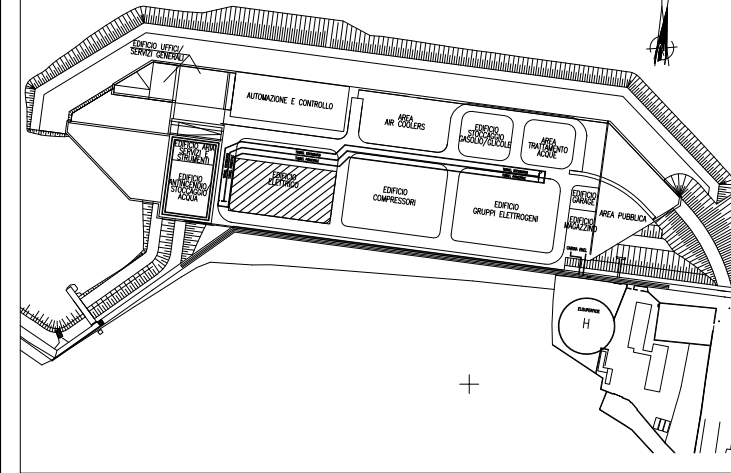 EDIFICIO UFFICI/
SERVIZI GENERALI
AUTOMAZIONE E CONTROLLO
AREA
AIR COOLERS
EDIFICIO
STOCCAGGIO
GASOLIO/GLICOLE
AREA
TRATTAMENTO
ACQUE
EDIFICIO ARIA
SERVIZI E
STRUMENTI
EDIFICIO
ANTINCENDIO/
STOCCAGGIO
ACQUA
EDIFICIO
ELETTRICO
EDIFICIO
COMPRESSORI
EDIFICIO
GRUPPI ELETTROGENI
EDIFICIO
GARAGE
EDIFICIO
MAGAZZINO
AREA PUBBLICA
H